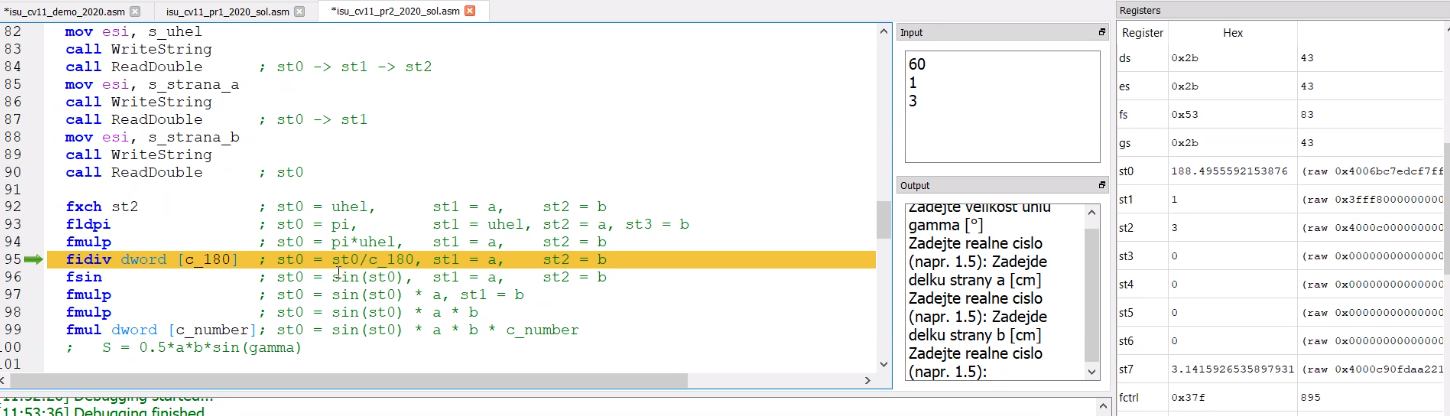 *isu_cv11_demo_2020.asm isu_cv11_pr1_2020_sol.asm *isu_cv11_pr2_2020_sol.asm
82 mov esi, s_uhel
83 call WriteString
84 call ReadDouble ; st0 -> st1 -> st2
85 mov esi, s_strana_a
86 call WriteString
87 call ReadDouble ; st0 -> st1
88 mov esi, s_strana_b
89 call WriteString
90 call ReadDouble ; st0
91
92 fxch st2 ; st0 = uhel, st1 = a, st2 = b
93 fldpi ; st0 = pi, st1 = uhel, st2 = a, st3 = b
94 fmulp ; st0 = pi*uhel, st1 = a, st2 = b
95 fidiv dword [c_180] ; st0 = st0/c_180, st1 = a, st2 = b
96 fsin ; st0 = sin(st0), st1 = a, st2 = b
97 fmulp ; st0 = sin(st0) * a, st1 = b
98 fmulp ; st0 = sin(st0) * a * b
99 fmul dword [c_number]; st0 = sin(st0) * a * b * c_number
100 ; S = 0.5*a*b*sin(gamma)
101
11:52:20] Debugging started...
11:53:36] Debugging finished
Input
60
1
3
Output
Zadejte velikost uhlu
gamma [°]
Zadejte realne cislo
(napr. 1.5): Zadejte
delku strany a [cm]
Zadejte realne cislo
(napr. 1.5): Zadejte
delku strany b [cm]
Zadejte realne cislo
(napr. 1.5):
Registers
Register Hex
ds 0x2b 43
es 0x2b 43
fs 0x53 83
gs 0x2b 43
st0 188.4955592153876 (raw 0x4006bc7edcf7ff
st1 1 (raw 0x3fff8000000000
st2 3 (raw 0x4000c000000000
st3 0 (raw 0x00000000000000
st4 0 (raw 0x00000000000000
st5 0 (raw 0x00000000000000
st6 0 (raw 0x00000000000000
st7 3.1415926535897931 (raw 0x4000c90fdaa221
fctrl 0x37f 895